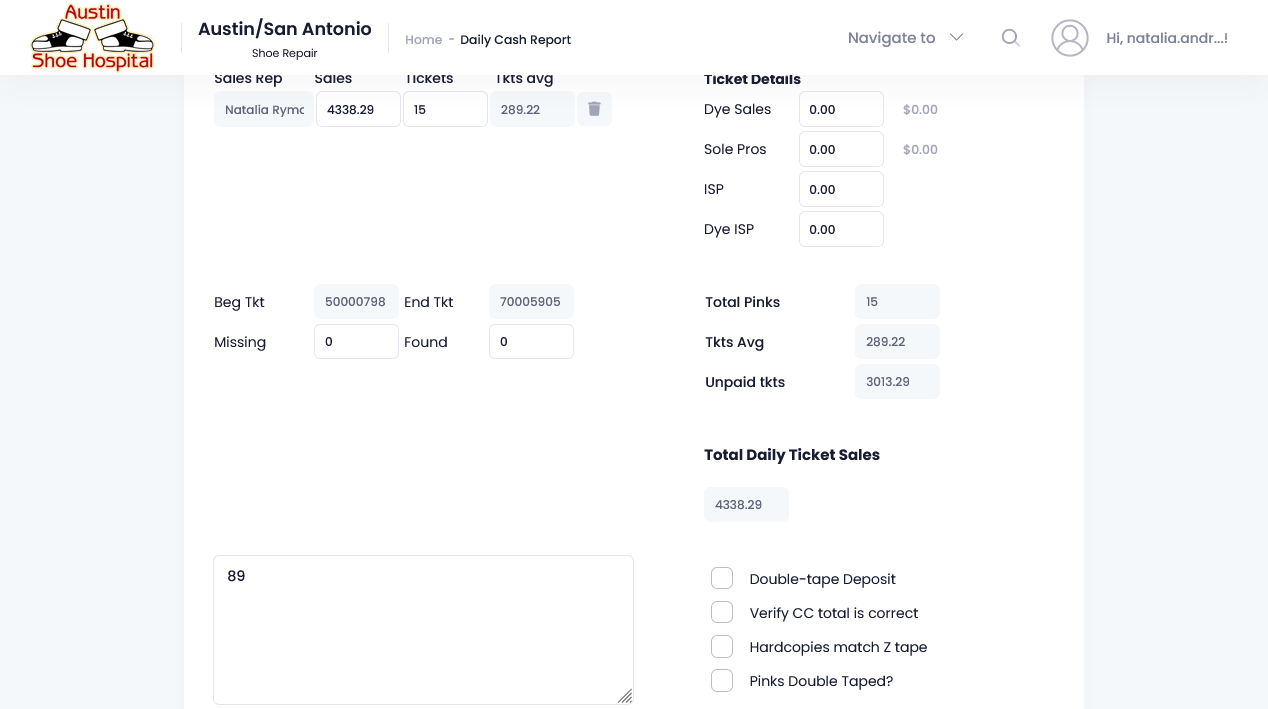 Austin
Shoe Hospital
Austin/San Antonio
Shoe Repair
Home - Daily Cash Report
Navigate to
Hi, natalia.andr...!
Sales Rep Sales Tickets Tkts avg
Natalia Rymc 4338.29 15 289.22
Ticket Details
Dye Sales 0.00 $0.00
Sole Pros 0.00 $0.00
ISP 0.00
Dye ISP 0.00
Beg Tkt 50000798 End Tkt 70005905
Missing 0 Found 0
Total Pinks 15
Tkts Avg 289.22
Unpaid tkts 3013.29
Total Daily Ticket Sales
4338.29
89
Double-tape Deposit
Verify CC total is correct
Hardcopies match Z tape
Pinks Double Taped?